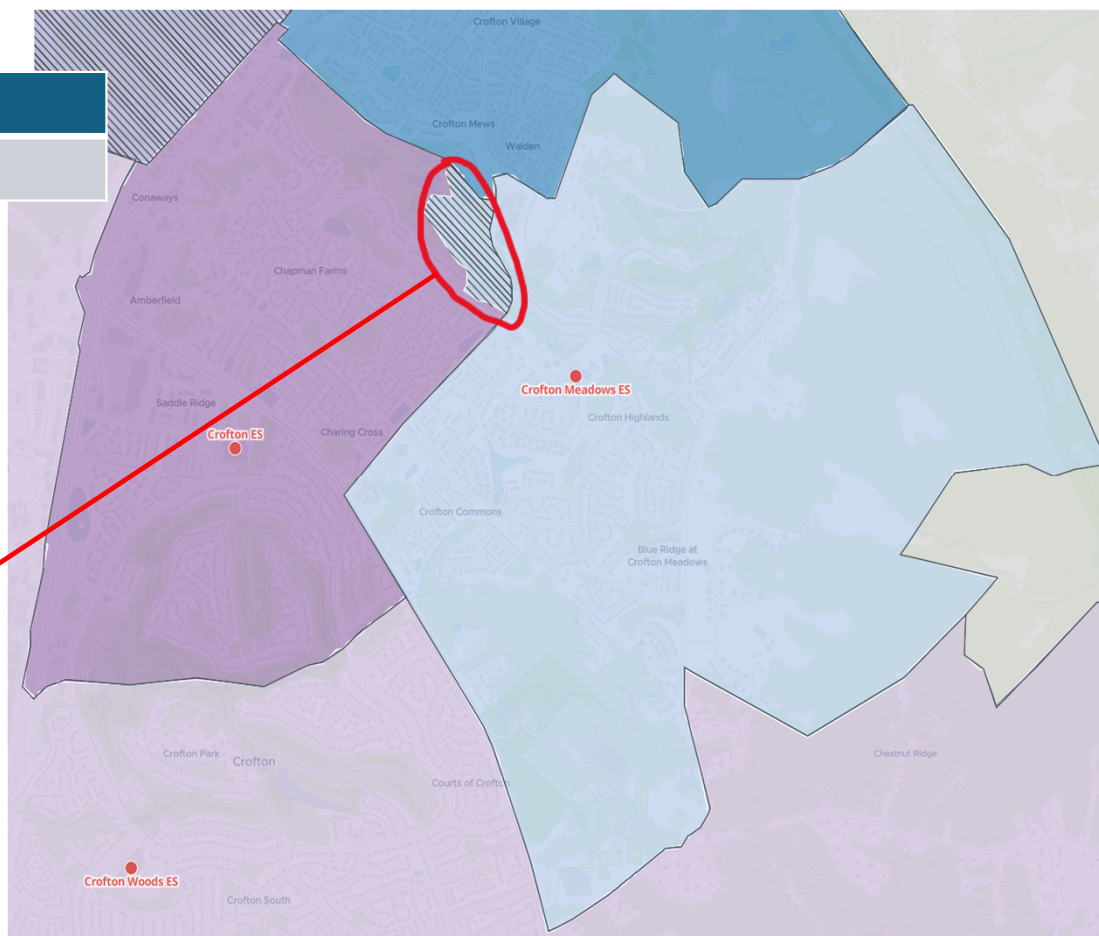 Crofton Village
Crofton Mews
Walden
Conaways
Chapman Farms
Amberfield
Crofton Meadows ES
Saddle Ridge
Crofton Highlands
Charing Cross
Crofton ES
Crofton Commons
Blue Ridge at
Crofton Meadows
Crofton Park
Crofton
Chestnut Ridge
Courts of Crofton
Crofton Woods ES
Crofton South